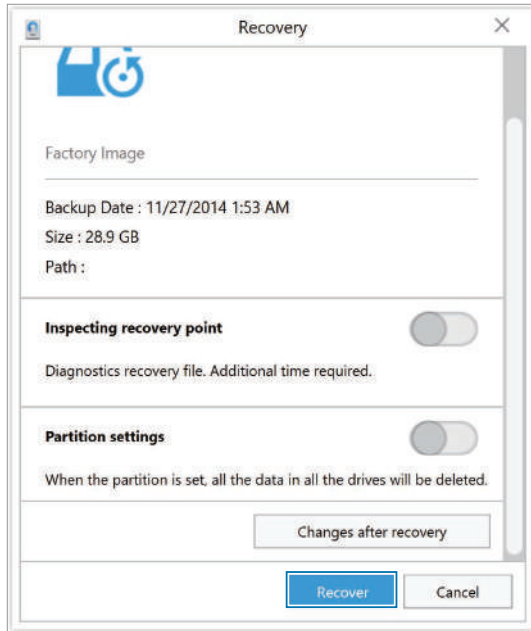 Recovery
Factory Image
Backup Date : 11/27/2014 1:53 AM
Size : 28.9 GB
Path :
Inspecting recovery point
Diagnostics recovery file. Additional time required.
Partition settings
When the partition is set, all the data in all the drives will be deleted.
Changes after recovery
Recover
Cancel